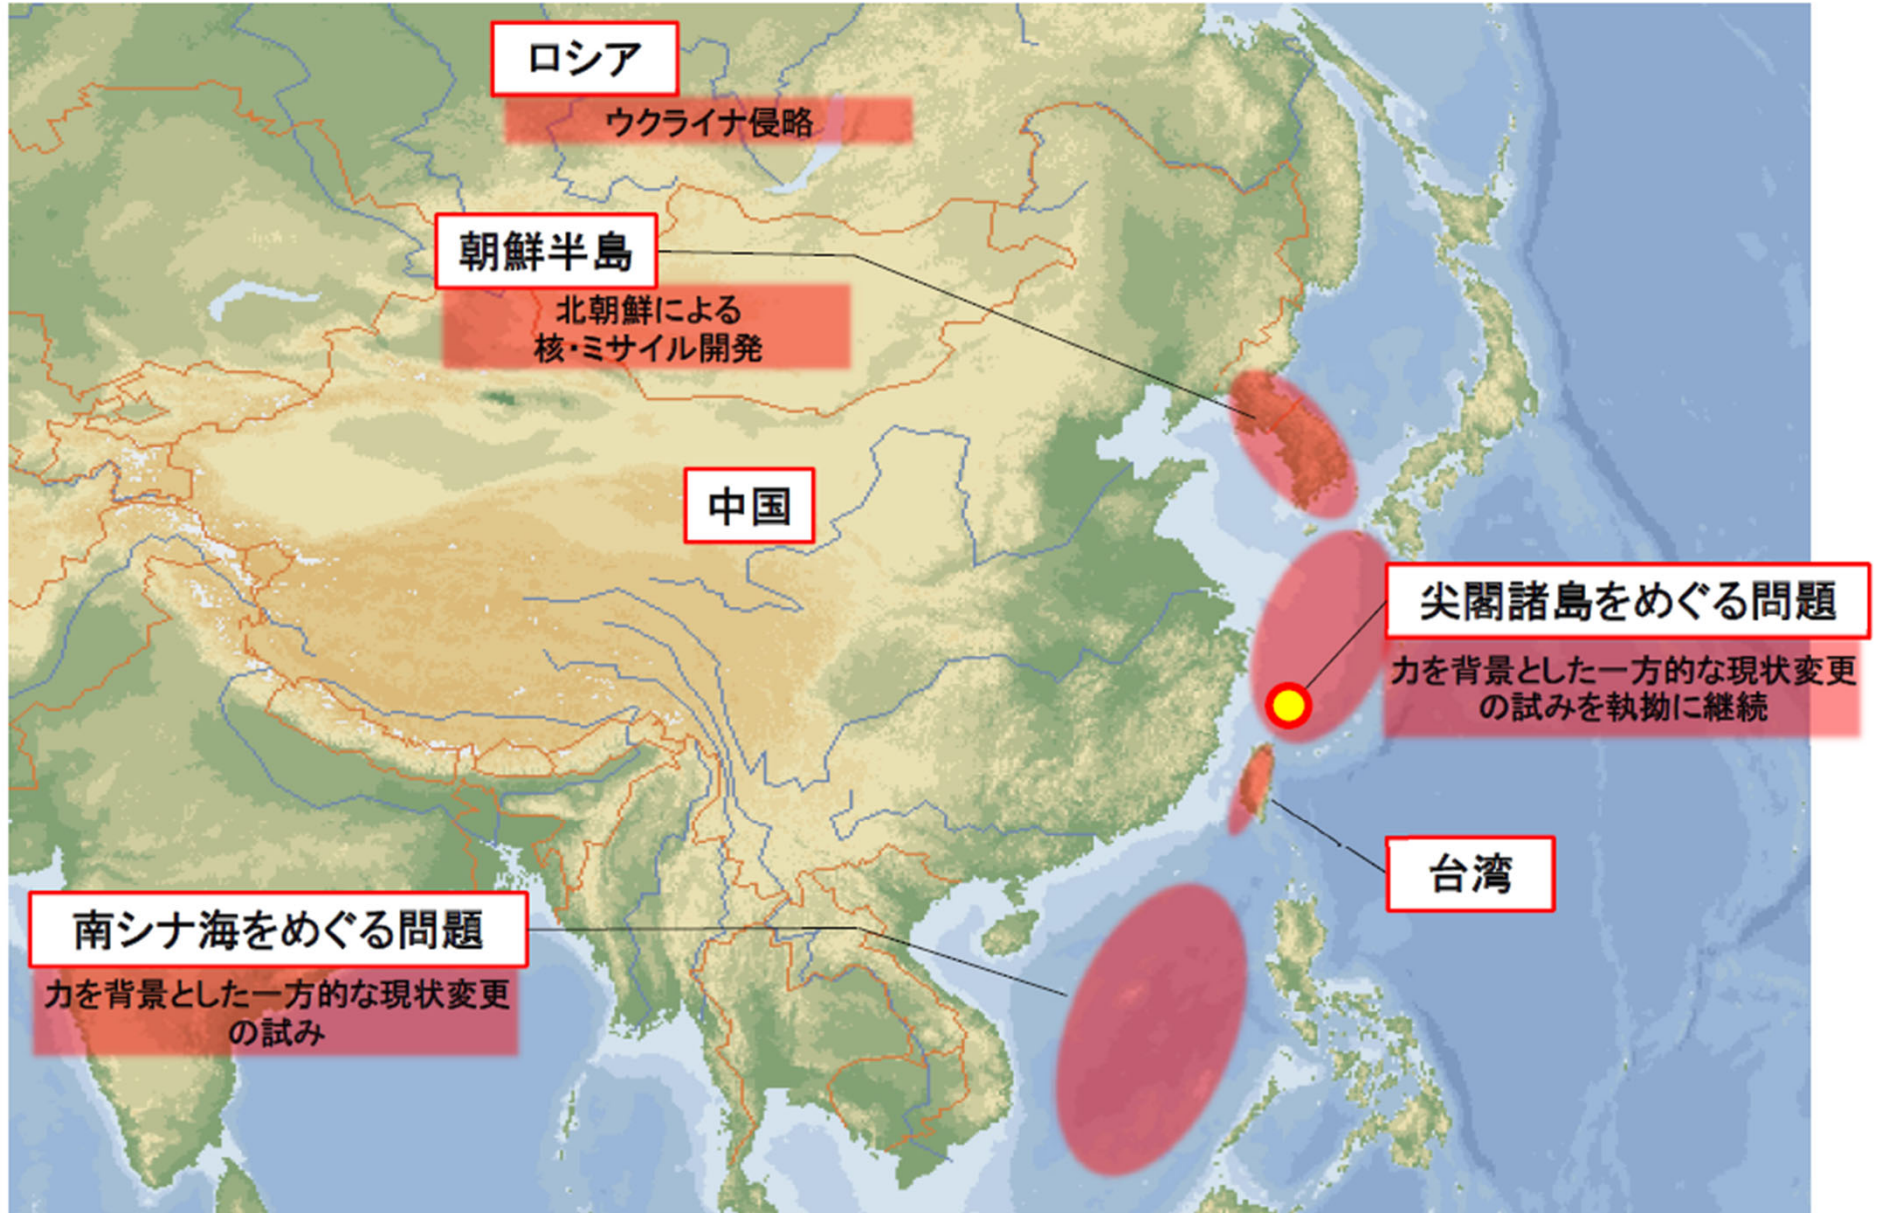 ロシア
ウクライナ侵略
朝鮮半島
北朝鮮による
核・ミサイル開発
中国
尖閣諸島をめぐる問題
力を背景とした一方的な現状変更
の試みを執拗に継続
台湾
南シナ海をめぐる問題
力を背景とした一方的な現状変更
の試み